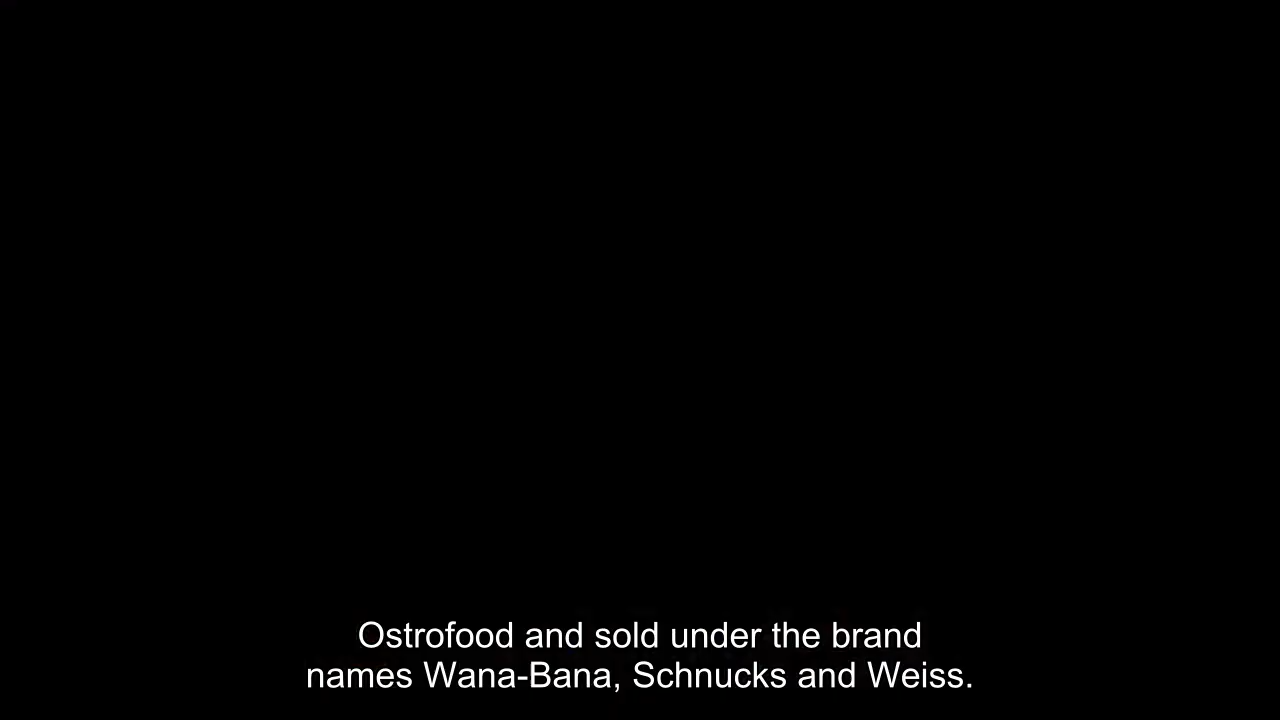 Ostrofood and sold under the brand
names Wana-Bana, Schnucks and Weiss.